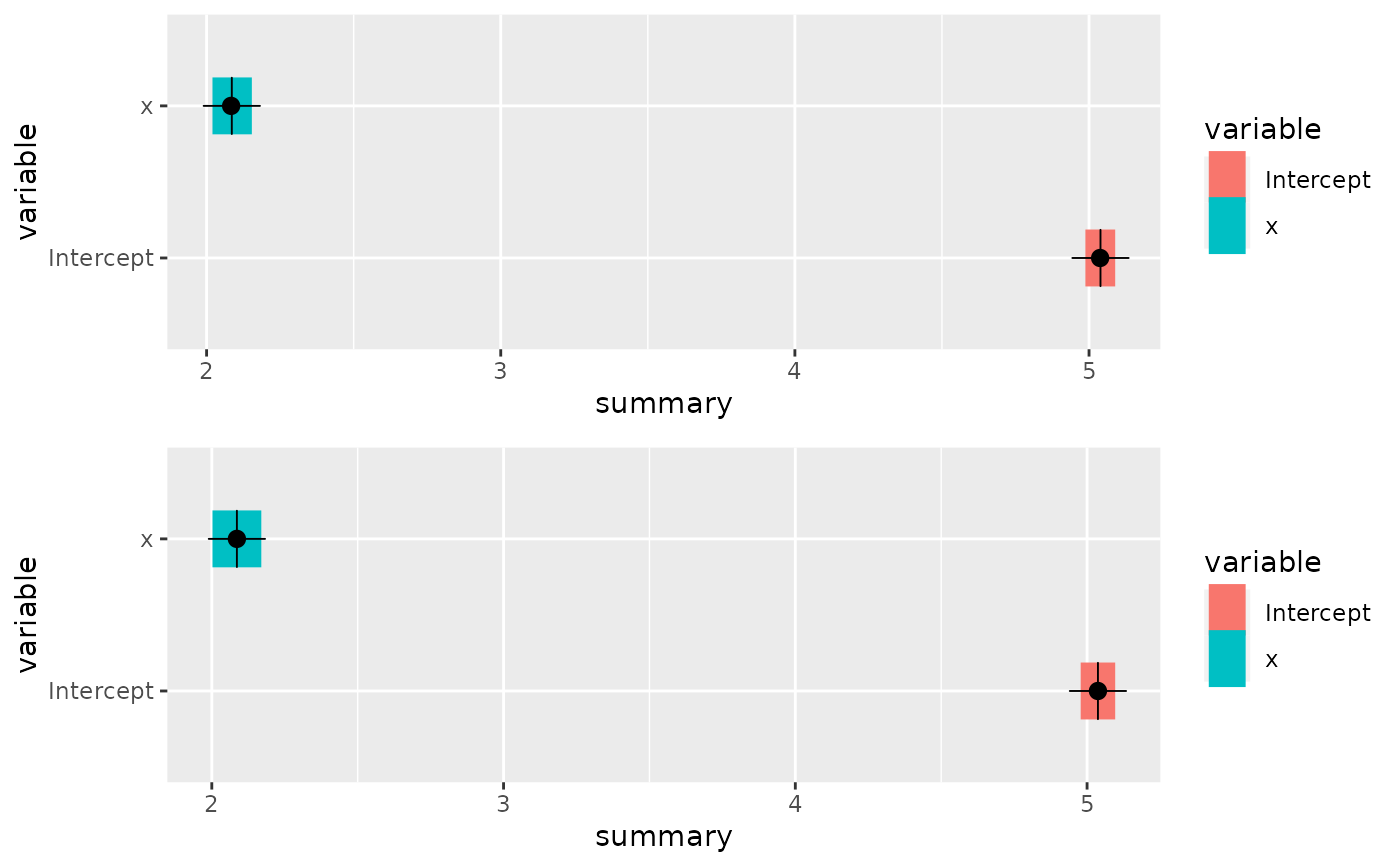 variable
x
Intercept
2 3 4 5
summary
variable
Intercept
x
variable
x
Intercept
2 3 4 5
summary
variable
Intercept
x